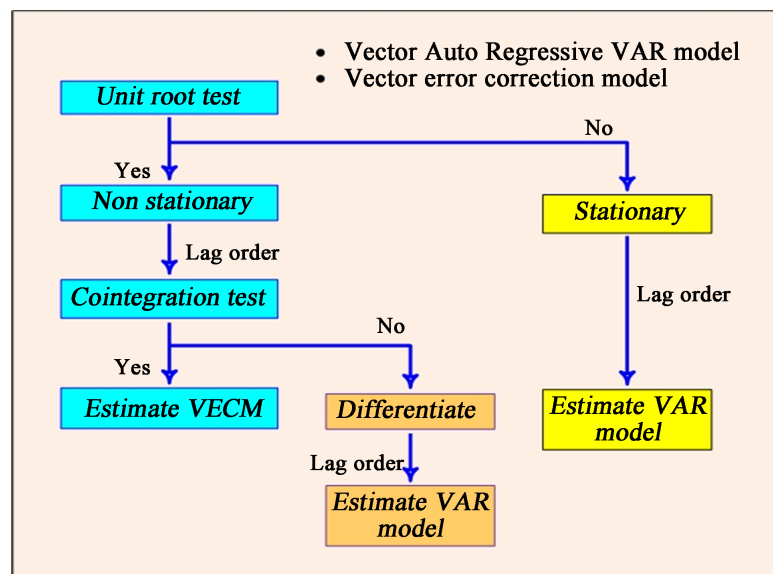 • Vector Auto Regressive VAR model
• Vector error correction model
Unit root test
No
Yes
Non stationary
Stationary
Lag order
Cointegration test
Lag order
No
Yes
Estimate VECM
Differentiate
Estimate VAR
model
Lag order
Estimate VAR
model